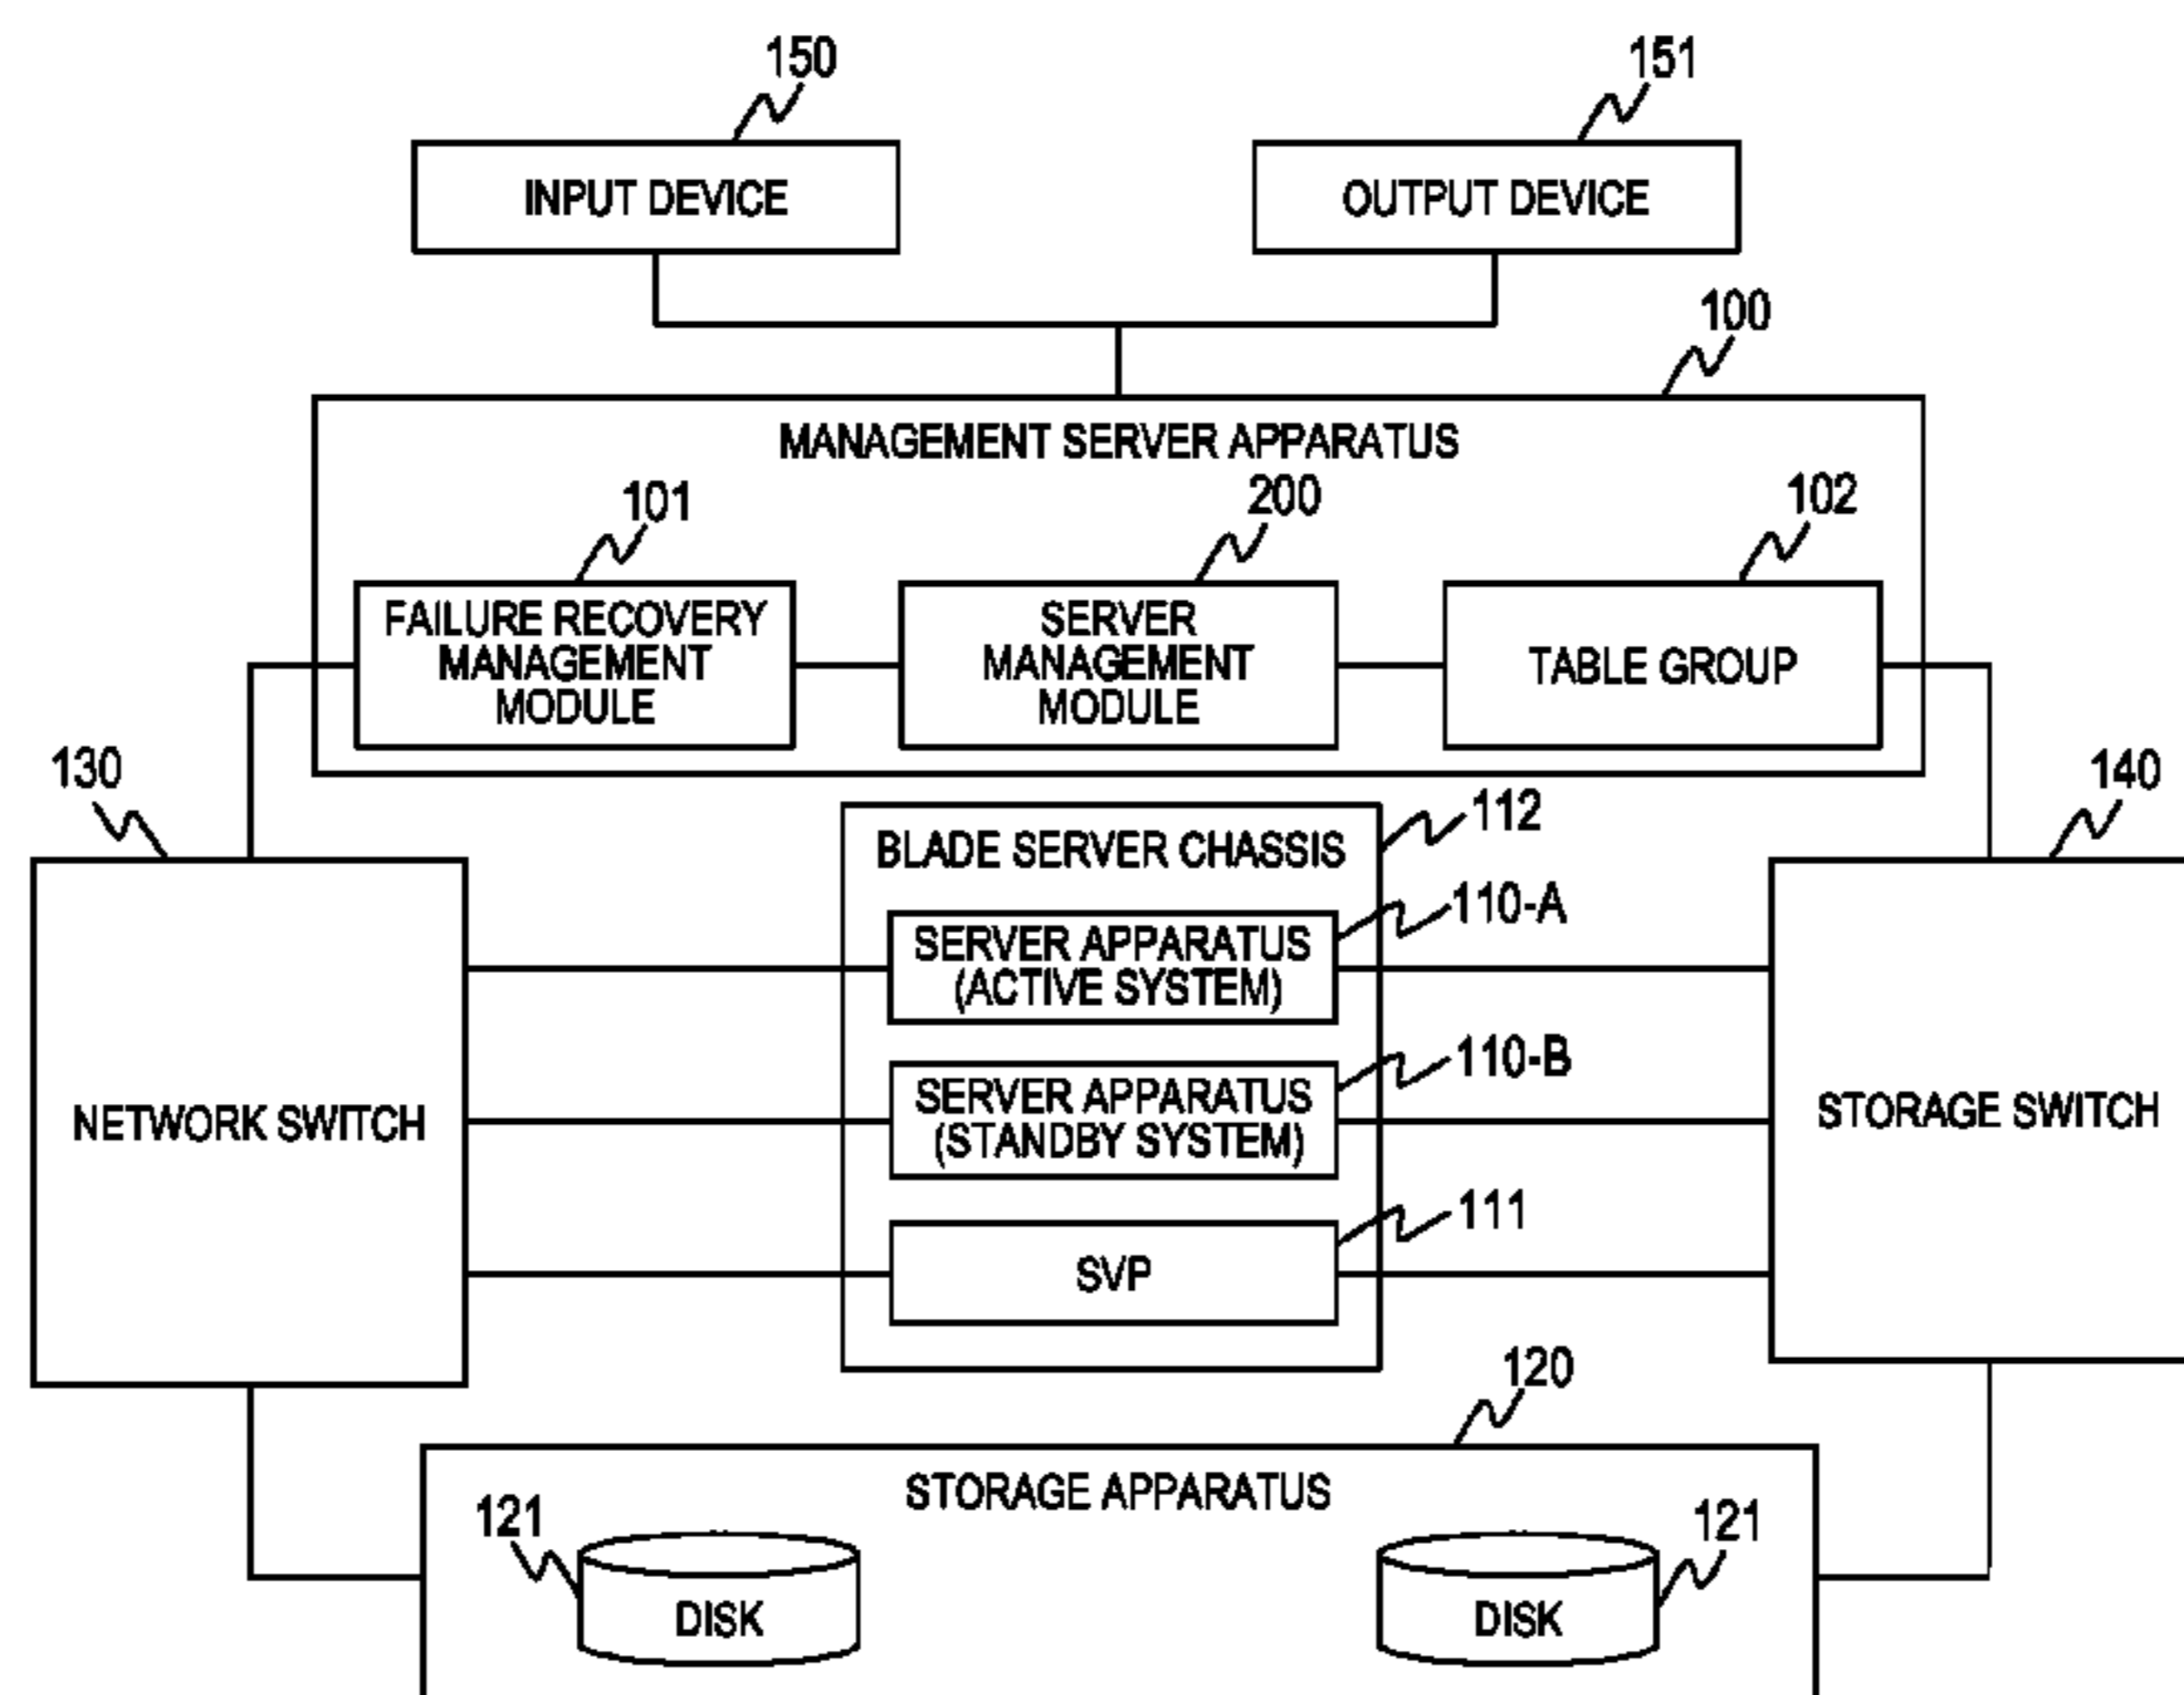 150
151
INPUT DEVICE
OUTPUT DEVICE
100
MANAGEMENT SERVER APPARATUS
101
200
102
FAILURE RECOVERY
MANAGEMENT
MODULE
SERVER
MANAGEMENT
MODULE
TABLE GROUP
130
112
140
BLADE SERVER CHASSIS
110-A
SERVER APPARATUS
(ACTIVE SYSTEM)
110-B
SERVER APPARATUS
(STANDBY SYSTEM)
NETWORK SWITCH
STORAGE SWITCH
111
SVP
120
STORAGE APPARATUS
121
121
DISK
DISK